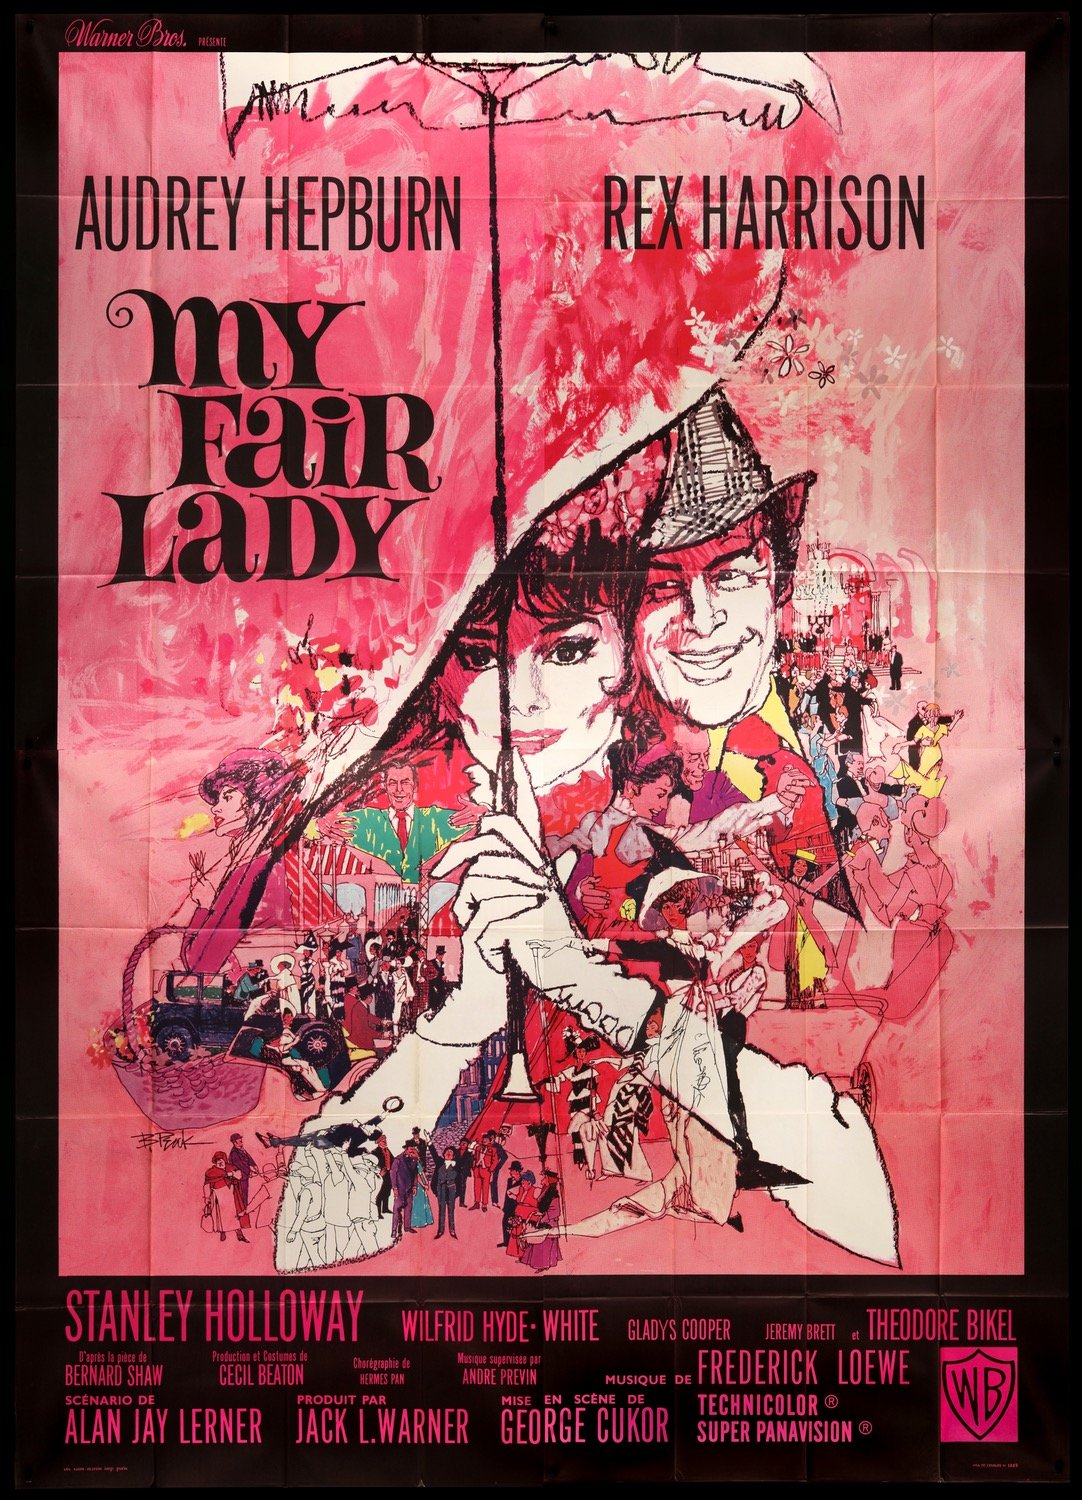 Warner Bros. PRÉSENTE
AUDREY HEPBURN REX HARRISON
MY
FaiR
LaDY
B Peak
STANLEY HOLLOWAY WILFRID HYDE-WHITE GLADYS COOPER JEREMY BRETT et THEODORE BIKEL
D'après la pièce de
BERNARD SHAW
Production et Costumes de
CECIL BEATON
Chorégraphie de
HERMES PAN
Musique supervisée par
ANDRE PREVIN
MUSIQUE DE FREDERICK LOEWE
SCÉNARIO DE
ALAN JAY LERNER
PRODUIT PAR
JACK L. WARNER
MISE EN SCÈNE DE
GEORGE CUKOR
TECHNICOLOR ®
SUPER PANAVISION ®
WB